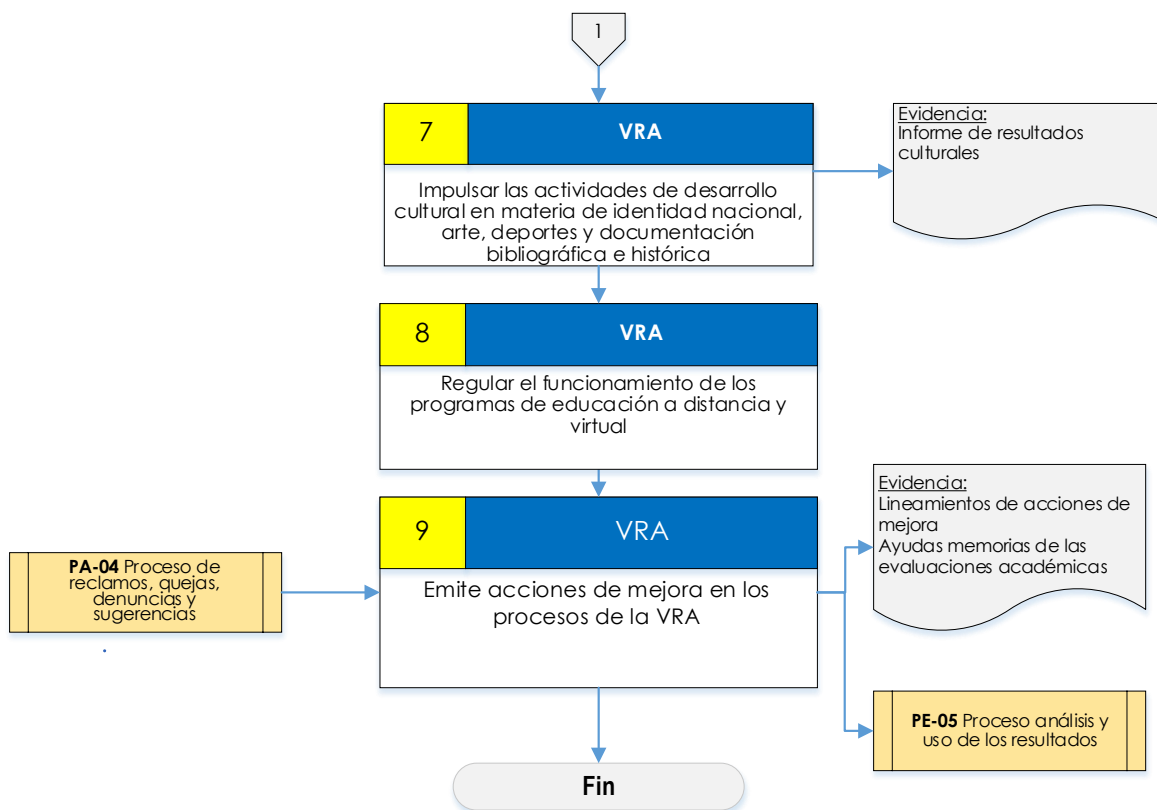 1
7
VRA
Impulsar las actividades de desarrollo
cultural en materia de identidad nacional,
arte, deportes y documentación
bibliográfica e histórica
Evidencia:
Informe de resultados
culturales
8
VRA
Regular el funcionamiento de los
programas de educación a distancia y
virtual
9
VRA
Emite acciones de mejora en los
procesos de la VRA
PA-04 Proceso de
reclamos, quejas,
denuncias y
sugerencias
.
Evidencia:
Lineamientos de acciones de
mejora
Ayudas memorias de las
evaluaciones académicas
PE-05 Proceso análisis y
uso de los resultados
Fin